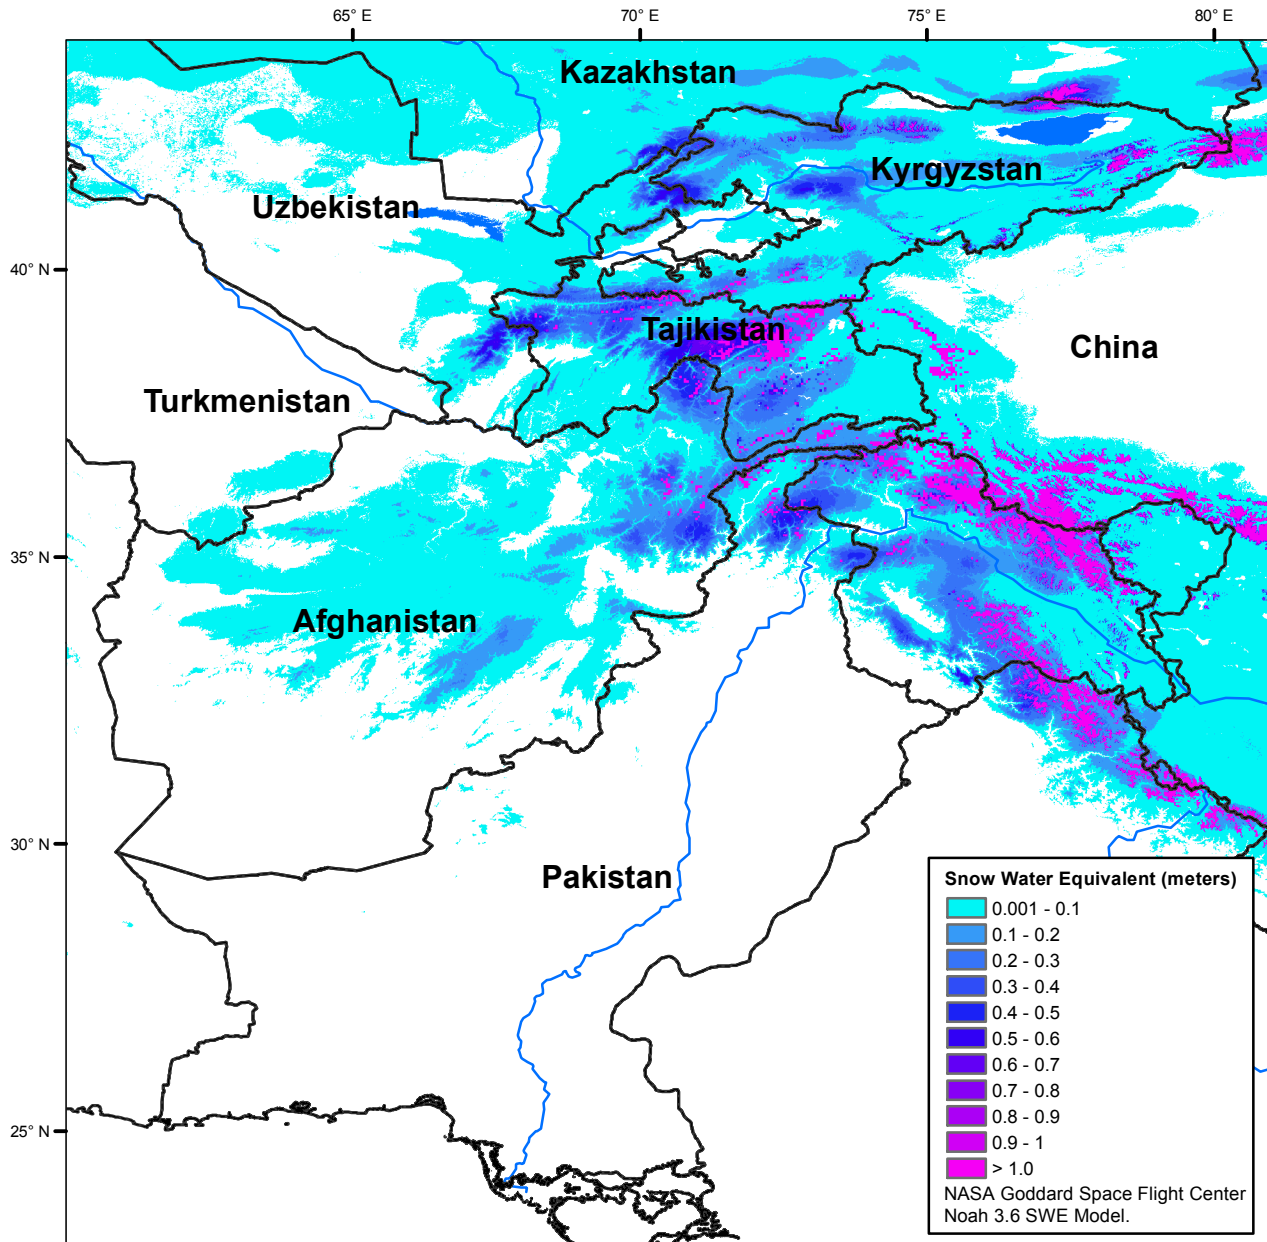 65° E
70° E
75° E
80° E
Kazakhstan
Kyrgyzstan
Uzbekistan
40° N
Tajikistan
China
Turkmenistan
35° N
Afghanistan
30° N
Pakistan
25° N
Snow Water Equivalent (meters)
0.001 - 0.1
0.1 - 0.2
0.2 - 0.3
0.3 - 0.4
0.4 - 0.5
0.5 - 0.6
0.6 - 0.7
0.7 - 0.8
0.8 - 0.9
0.9 - 1
> 1.0
NASA Goddard Space Flight Center
Noah 3.6 SWE Model.